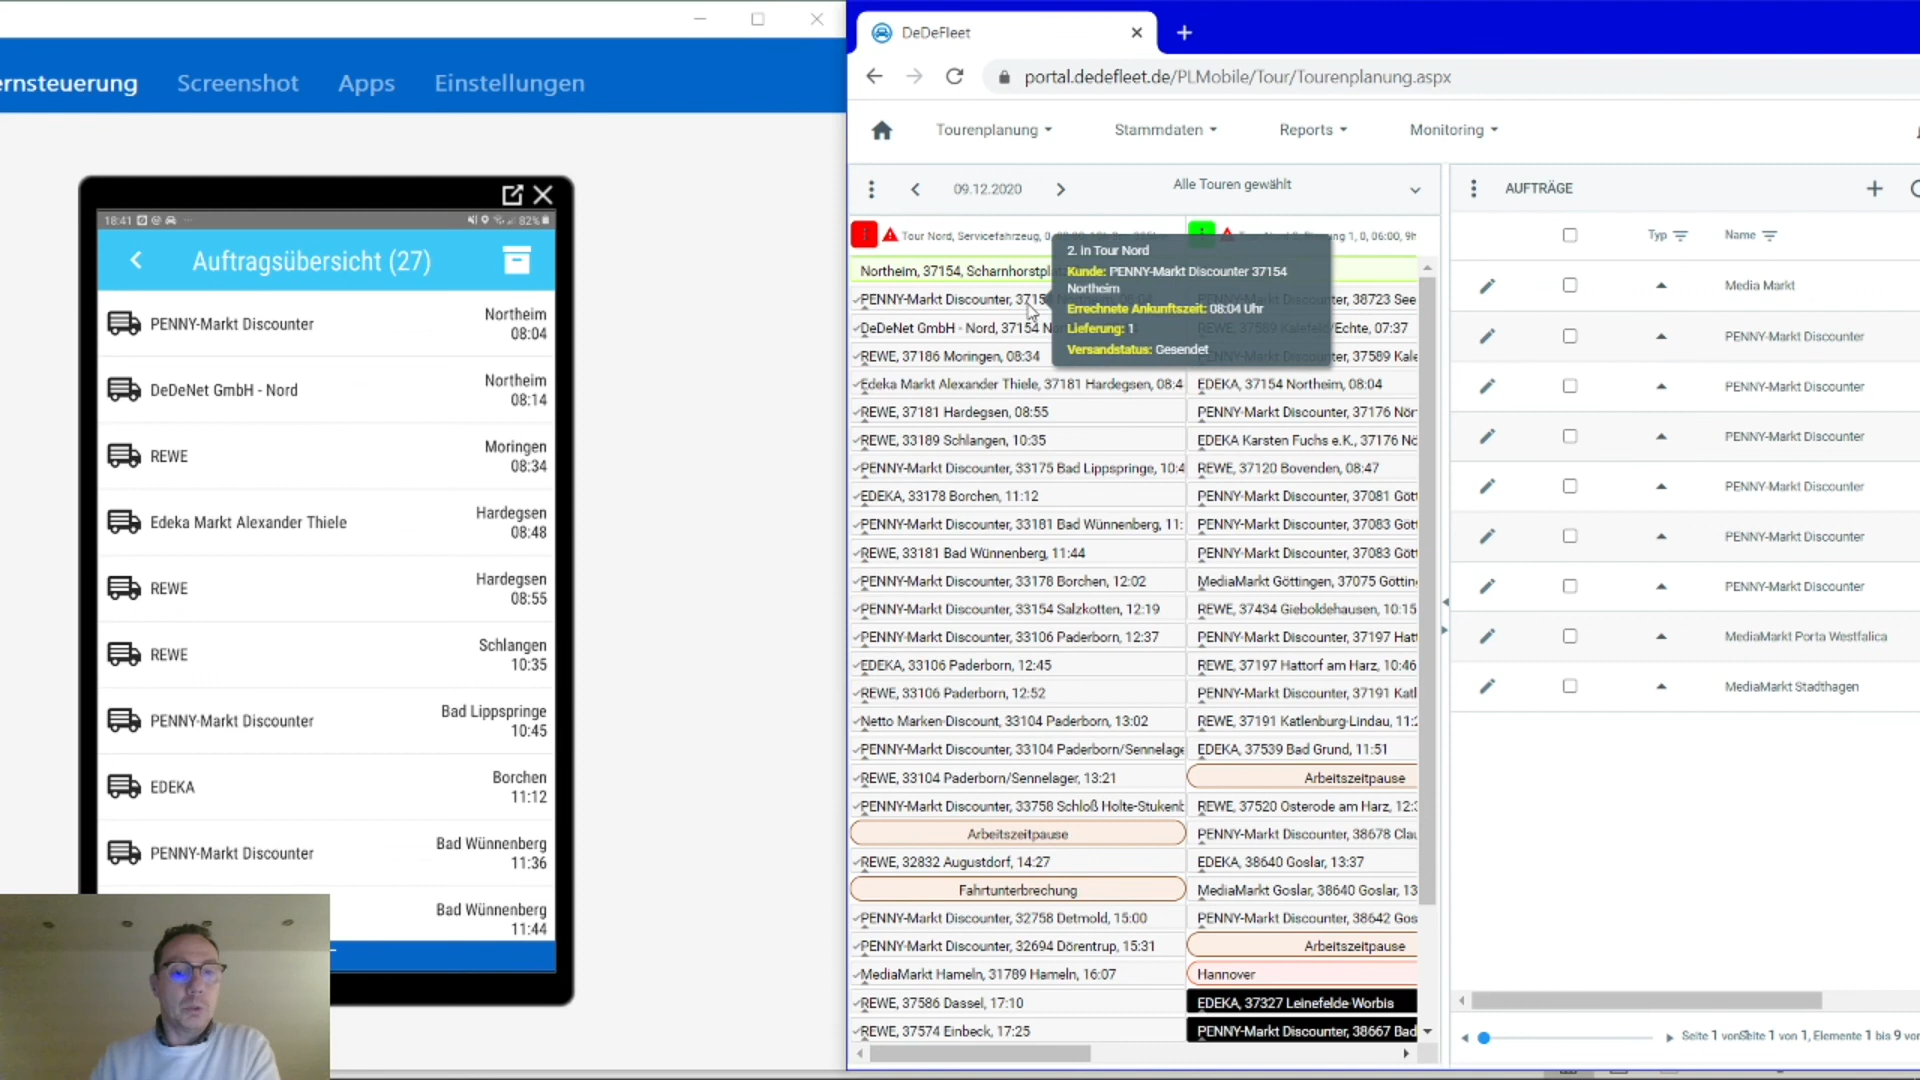 ernsteuerung
Screenshot
Apps
Einstellungen
18:41
82%
Auftragsübersicht (27)
PENNY-Markt Discounter
Northeim
08:04
DeDeNet GmbH - Nord
Northeim
08:14
REWE
Moringen
08:34
Edeka Markt Alexander Thiele
Hardegsen
08:48
REWE
Hardegsen
08:55
REWE
Schlangen
10:35
PENNY-Markt Discounter
Bad Lippspringe
10:45
EDEKA
Borchen
11:12
PENNY-Markt Discounter
Bad Wünnenberg
11:36
Bad Wünnenberg
11:44
DeDeFleet
portal.dedefleet.de/PLMobile/Tour/Tourenplanung.aspx
Tourenplanung
Stammdaten
Reports
Monitoring
09.12.2020
Alle Touren gewählt
Tour Nord, Servicefahrzeug, 0,
1, 0, 06:00, 9h
2. in Tour Nord
Kunde: PENNY-Markt Discounter 37154
Northeim
Errechnete Ankunftszeit: 08:04 Uhr
Lieferung: 1
Versandstatus: Gesendet
Northeim, 37154, Scharnhorstpla
PENNY-Markt Discounter, 3715
DeDeNet GmbH - Nord, 37154 No
REWE, 37186 Moringen, 08:34
Edeka Markt Alexander Thiele, 37181 Hardegsen, 08:4
REWE, 37181 Hardegsen, 08:55
REWE, 33189 Schlangen, 10:35
PENNY-Markt Discounter, 33175 Bad Lippspringe, 10:4
EDEKA, 33178 Borchen, 11:12
PENNY-Markt Discounter, 33181 Bad Wünnenberg, 11:
REWE, 33181 Bad Wünnenberg, 11:44
PENNY-Markt Discounter, 33178 Borchen, 12:02
PENNY-Markt Discounter, 33154 Salzkotten, 12:19
PENNY-Markt Discounter, 33106 Paderborn, 12:37
EDEKA, 33106 Paderborn, 12:45
REWE, 33106 Paderborn, 12:52
Netto Marken-Discount, 33104 Paderborn, 13:02
PENNY-Markt Discounter, 33104 Paderborn/Sennelage
REWE, 33104 Paderborn/Sennelager, 13:21
PENNY-Markt Discounter, 33758 Schloß Holte-Stukenb
Arbeitszeitpause
REWE, 32832 Augustdorf, 14:27
Fahrtunterbrechung
PENNY-Markt Discounter, 32758 Detmold, 15:00
PENNY-Markt Discounter, 32694 Dörentrup, 15:31
MediaMarkt Hameln, 31789 Hameln, 16:07
REWE, 37586 Dassel, 17:10
REWE, 37574 Einbeck, 17:25
38723 See
REWE, 37589 Kalefeld/Echte, 07:37
PENNY-Markt Discounter, 37589 Kale
EDEKA, 37154 Northeim, 08:04
PENNY-Markt Discounter, 37176 Nör
EDEKA Karsten Fuchs e.K., 37176 Nö
REWE, 37120 Bovenden, 08:47
PENNY-Markt Discounter, 37081 Gött
PENNY-Markt Discounter, 37083 Gött
PENNY-Markt Discounter, 37083 Gött
MediaMarkt Göttingen, 37075 Götting
REWE, 37434 Gieboldehausen, 10:15
PENNY-Markt Discounter, 37197 Hatt
REWE, 37197 Hattorf am Harz, 10:46
PENNY-Markt Discounter, 37191 Katl
REWE, 37191 Katlenburg-Lindau, 11:2
EDEKA, 37539 Bad Grund, 11:51
Arbeitszeitpause
REWE, 37520 Osterode am Harz, 12:3
PENNY-Markt Discounter, 38678 Clau
EDEKA, 38640 Goslar, 13:37
MediaMarkt Goslar, 38640 Goslar, 13
PENNY-Markt Discounter, 38642 Gos
Arbeitszeitpause
Hannover
EDEKA, 37327 Leinefelde-Worbis
PENNY-Markt Discounter, 38667 Bad
AUFTRÄGE
Typ
Name
Media Markt
PENNY-Markt Discounter
PENNY-Markt Discounter
PENNY-Markt Discounter
PENNY-Markt Discounter
PENNY-Markt Discounter
PENNY-Markt Discounter
MediaMarkt Porta Westfalica
MediaMarkt Stadthagen
Seite 1 von 1, Elemente 1 bis 9 vor